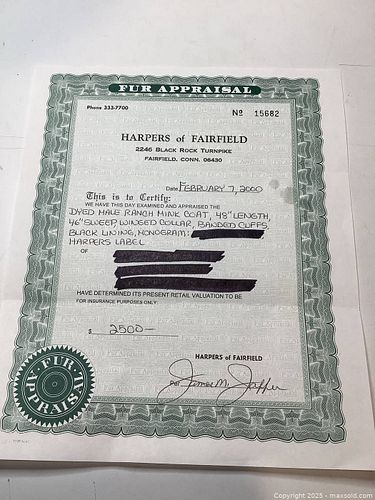 FUR APPRAISAL
Phone 333-7700
Nº 15682
HARPERS of FAIRFIELD
2246 BLACK ROCK TURNPIKE
FAIRFIELD, CONN. 06430
Date FEBRUARY 7, 2000
This is to Certify:
WE HAVE THIS DAY EXAMINED AND APPRAISED THE
DYED MALE RANCH MINK COAT, 48" LENGTH,
96" SWEEP, WINGED COLLAR, BANDED CUFFS,
BLACK LINING, MONOGRAM:
HARPERS LABEL
OF
HAVE DETERMINED ITS PRESENT RETAIL VALUATION TO BE
FOR INSURANCE PURPOSES ONLY.
$ 2500—
HARPERS of FAIRFIELD
per
FUR
APPRAISAL
Copyright 2025 - maxsold.com